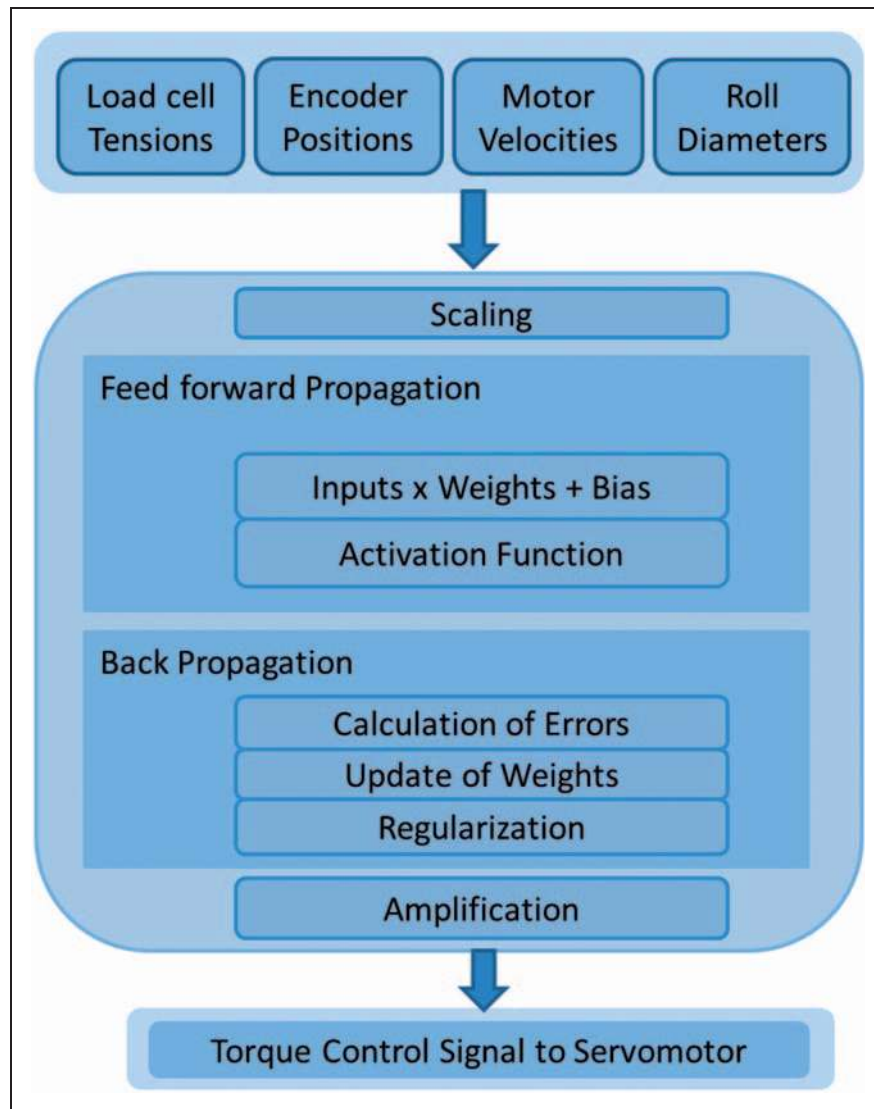 Load cell
Tensions
Encoder
Positions
Motor
Velocities
Roll
Diameters
Scaling
Feed forward Propagation
Inputs x Weights + Bias
Activation Function
Back Propagation
Calculation of Errors
Update of Weights
Regularization
Amplification
Torque Control Signal to Servomotor